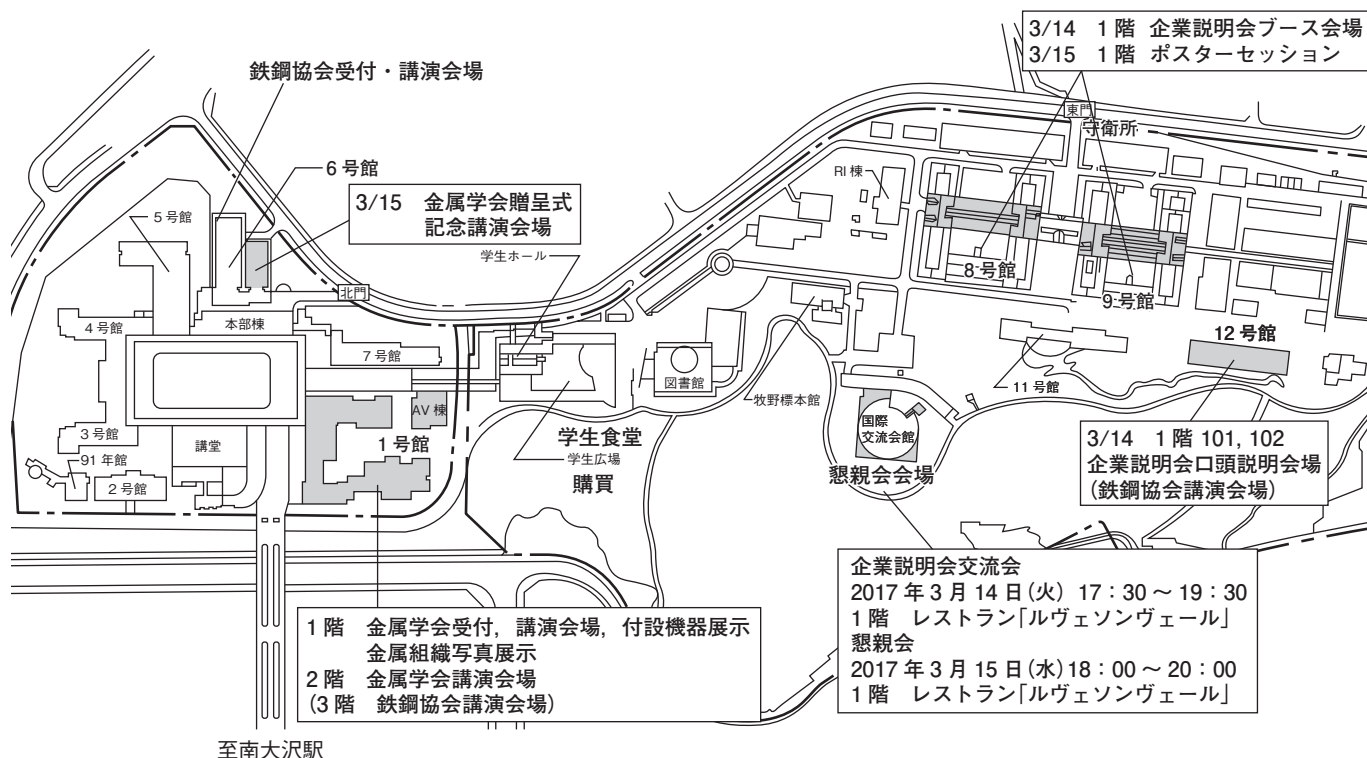 3/14 1階 企業説明会ブース会場
3/15 1階 ポスターセッション
鉄鋼協会受付・講演会場
東門
守衛所
6号館
RI棟
3/15 金属学会贈呈式
記念講演会場
5号館
学生ホール
8号館
北門
9号館
4号館
本部棟
12号館
7号館
図書館
11号館
牧野標本館
AV棟
国際
交流会館
3号館
講堂
1号館
学生食堂
学生広場
購買
3/14 1階 101, 102
企業説明会口頭説明会場
(鉄鋼協会講演会場)
91年館
懇親会会場
2号館
企業説明会交流会
2017年3月14日(火) 17:30～19:30
1階 レストラン「ルヴェソンヴェール」
懇親会
2017年3月15日(水) 18:00～20:00
1階 レストラン「ルヴェソンヴェール」
1階 金属学会受付, 講演会場, 付設機器展示
金属組織写真展示
2階 金属学会講演会場
(3階 鉄鋼協会講演会場)
至南大沢駅